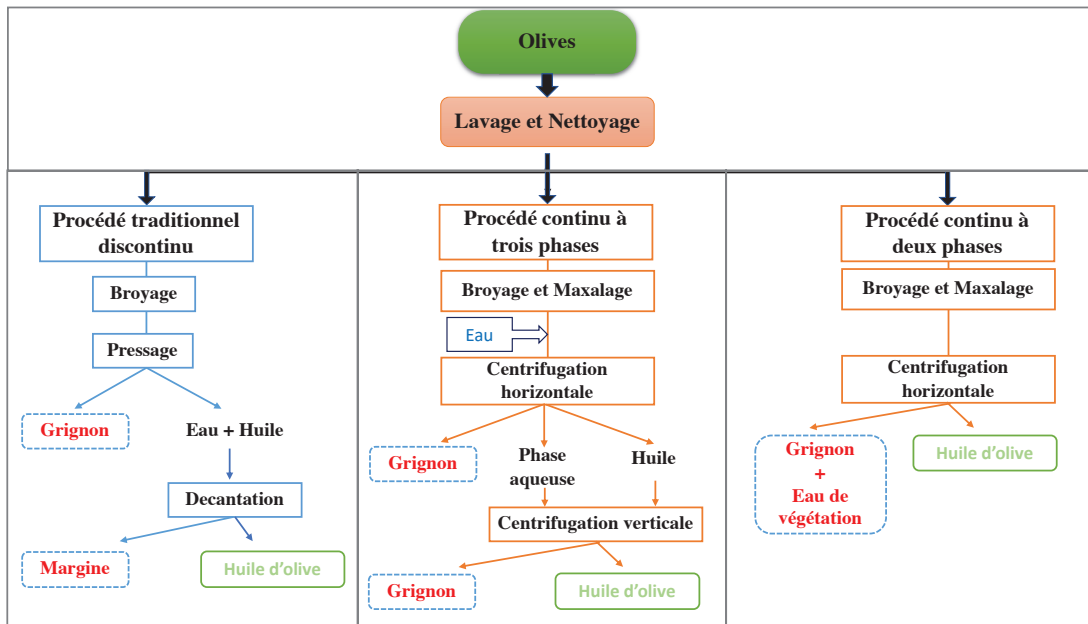 Olives
Lavage et Nettoyage
Procédé traditionnel
discontinu
Broyage
Pressage
Grignon
Eau + Huile
Decantation
Margine
Huile d'olive
Procédé continu à
trois phases
Broyage et Maxalage
Eau
Centrifugation
horizontale
Grignon
Phase
aqueuse
Huile
Centrifugation verticale
Grignon
Huile d'olive
Procédé continu à
deux phases
Broyage et Maxalage
Centrifugation
horizontale
Grignon
+
Eau de
végétation
Huile d'olive